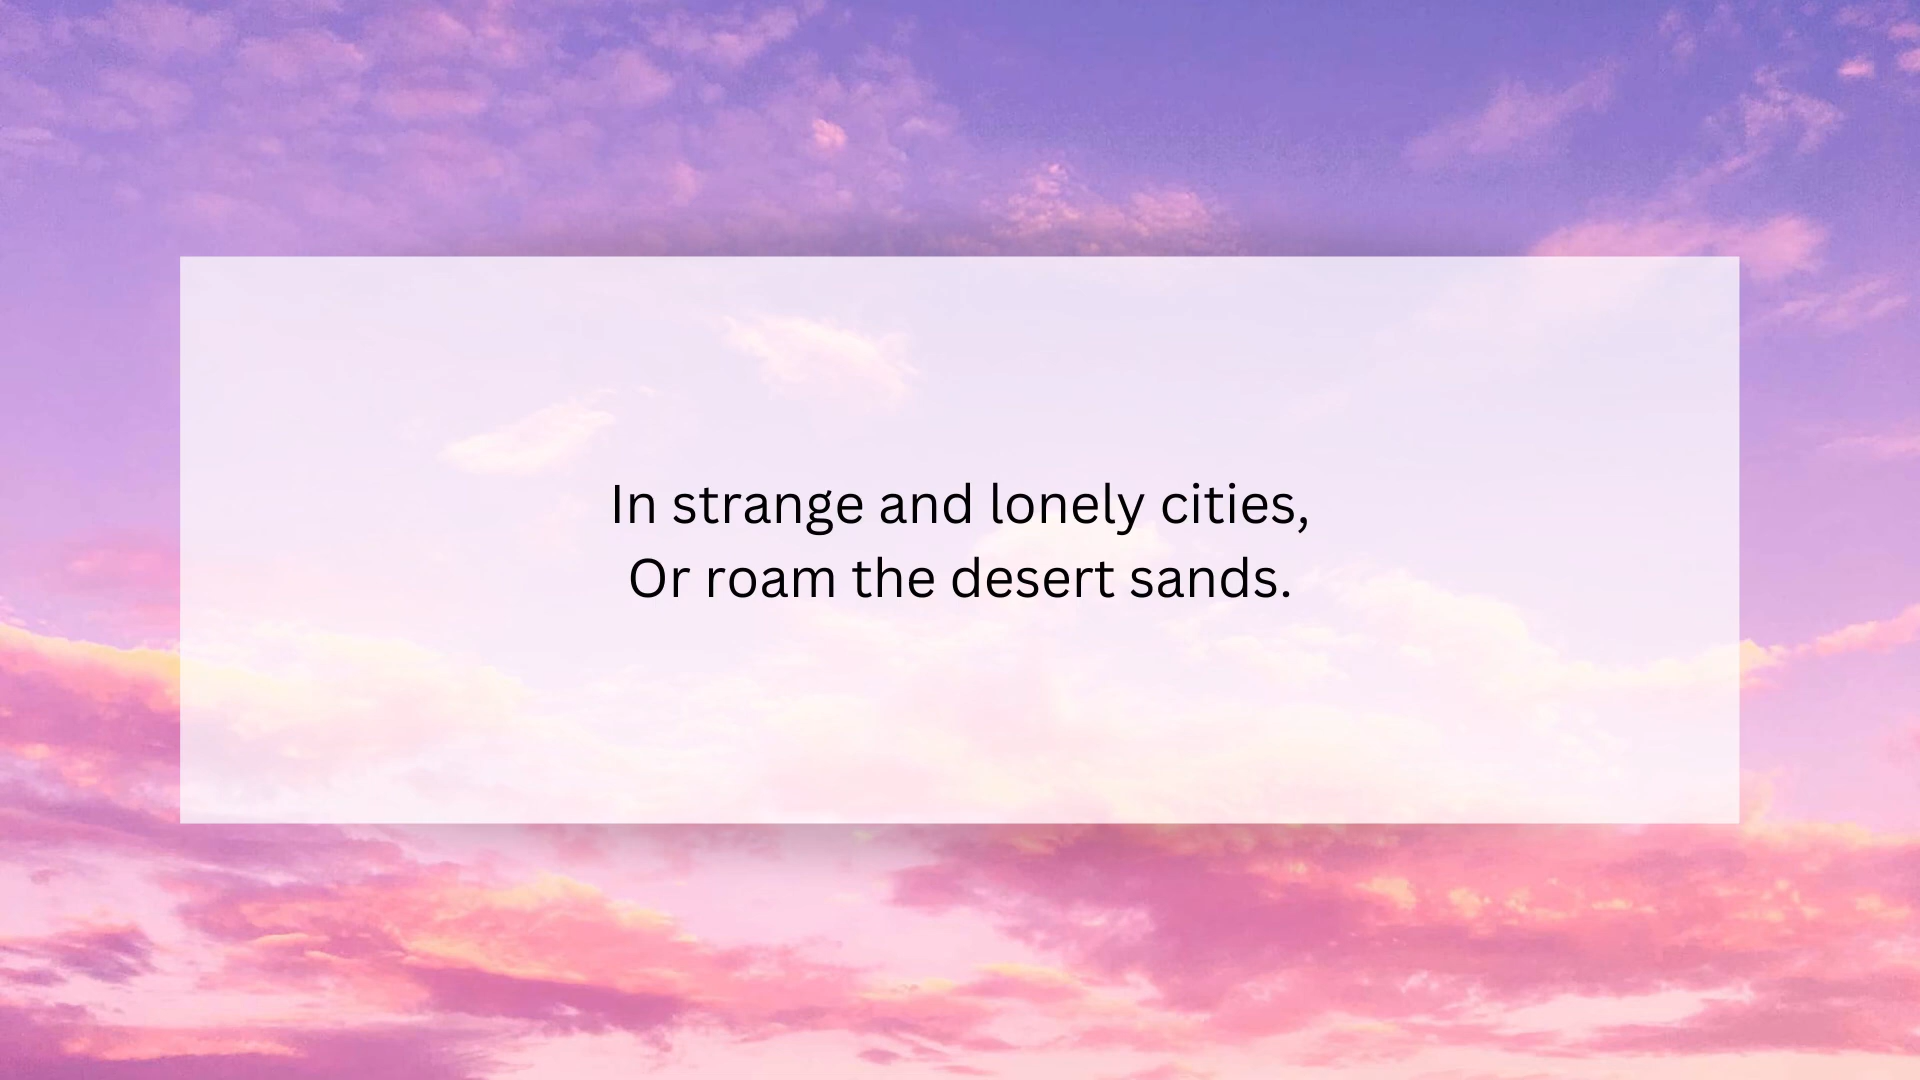 In strange and lonely cities,
Or roam the desert sands.